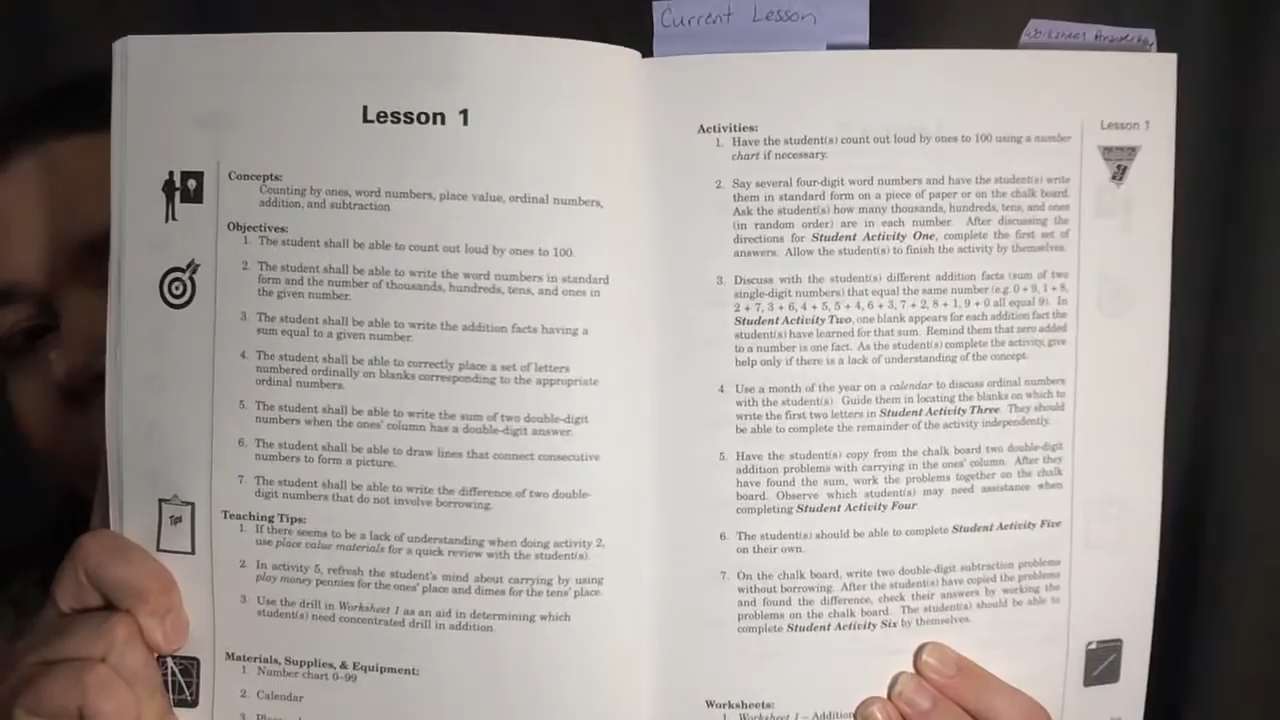 Current Lesson
Worksheet Answer Key
Lesson 1
Concepts:
Counting by ones, word numbers, place value, ordinal numbers,
addition, and subtraction
Objectives:
1. The student shall be able to count out loud by ones to 100.
2. The student shall be able to write the word numbers in standard
form and the number of thousands, hundreds, tens, and ones in
the given number.
3. The student shall be able to write the addition facts having a
sum equal to a given number.
4. The student shall be able to correctly place a set of letters
numbered ordinally on blanks corresponding to the appropriate
ordinal numbers.
5. The student shall be able to write the sum of two double-digit
numbers when the ones' column has a double-digit answer.
6. The student shall be able to draw lines that connect consecutive
numbers to form a picture.
7. The student shall be able to write the difference of two double-
digit numbers that do not involve borrowing.
Tips
Teaching Tips:
1. If there seems to be a lack of understanding when doing activity 2,
use place value materials for a quick review with the student(s).
2. In activity 5, refresh the student's mind about carrying by using
play money pennies for the ones' place and dimes for the tens' place.
3. Use the drill in Worksheet 1 as an aid in determining which
student(s) need concentrated drill in addition.
Materials, Supplies, & Equipment:
1. Number chart 0–99
2. Calendar
3.
Lesson 1
Activities:
1. Have the student(s) count out loud by ones to 100 using a number
chart if necessary.
2. Say several four-digit word numbers and have the student(s) write
them in standard form on a piece of paper or on the chalk board.
Ask the student(s) how many thousands, hundreds, tens, and ones
(in random order) are in each number. After discussing the
directions for Student Activity One, complete the first set of
answers. Allow the student(s) to finish the activity by themselves.
3. Discuss with the student(s) different addition facts (sum of two
single-digit numbers) that equal the same number (e.g. 0 + 9, 1 + 8,
2 + 7, 3 + 6, 4 + 5, 5 + 4, 6 + 3, 7 + 2, 8 + 1, 9 + 0 all equal 9). In
Student Activity Two, one blank appears for each addition fact the
student(s) have learned for that sum. Remind them that zero added
to a number is one fact. As the student(s) complete the activity, give
help only if there is a lack of understanding of the concept.
4. Use a month of the year on a calendar to discuss ordinal numbers
with the student(s). Guide them in locating the blanks on which to
write the first two letters in Student Activity Three. They should
be able to complete the remainder of the activity independently.
5. Have the student(s) copy from the chalk board two double-digit
addition problems with carrying in the ones' column. After they
have found the sum, work the problems together on the chalk
board. Observe which student(s) may need assistance when
completing Student Activity Four
6. The student(s) should be able to complete Student Activity Five
on their own.
7. On the chalk board, write two double-digit subtraction problems
without borrowing. After the student(s) have copied the problems
and found the difference, check their answers by working the
problems on the chalk board. The student(s) should be able to
complete Student Activity Six by themselves.
Worksheets:
1. Worksheet 1 – Addition